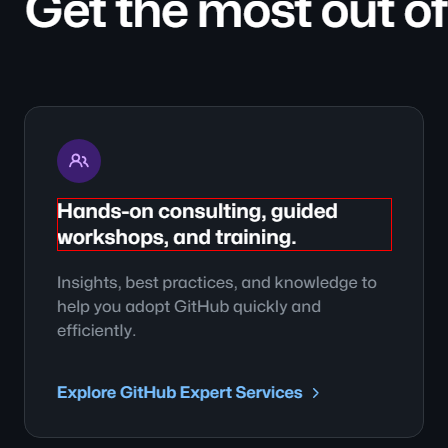 Get the most out of
Hands-on consulting, guided
workshops, and training.
Insights, best practices, and knowledge to
help you adopt GitHub quickly and
efficiently.
Explore GitHub Expert Services